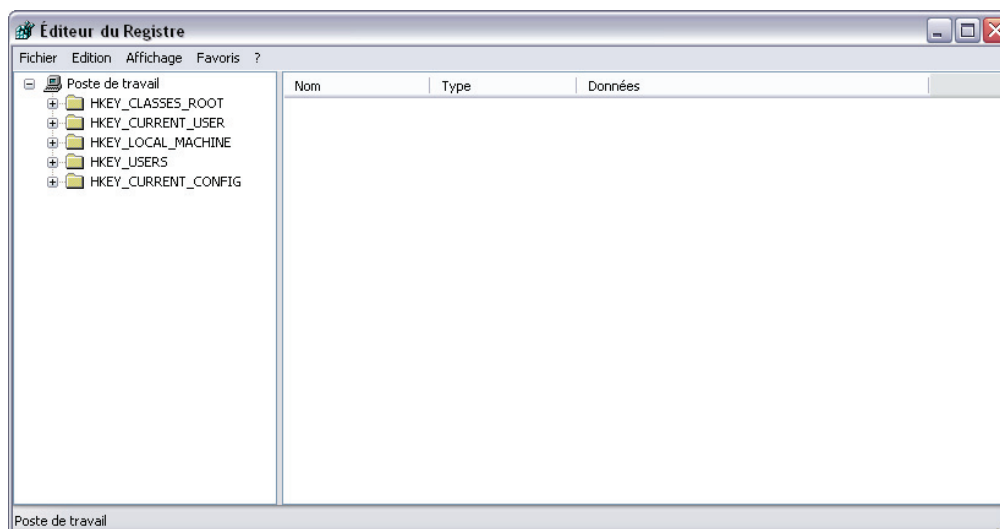 Éditeur du Registre
Fichier Edition Affichage Favoris ?
Poste de travail
HKEY_CLASSES_ROOT
HKEY_CURRENT_USER
HKEY_LOCAL_MACHINE
HKEY_USERS
HKEY_CURRENT_CONFIG
Nom Type Données
Poste de travail